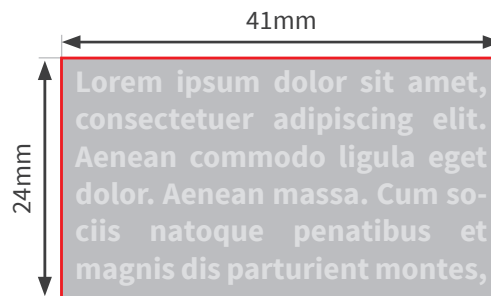 41mm
24mm
Lorem ipsum dolor sit amet,
consectetuer adipiscing elit.
Aenean commodo ligula eget
dolor. Aenean massa. Cum so-
ciis natoque penatibus et
magnis dis parturient montes,